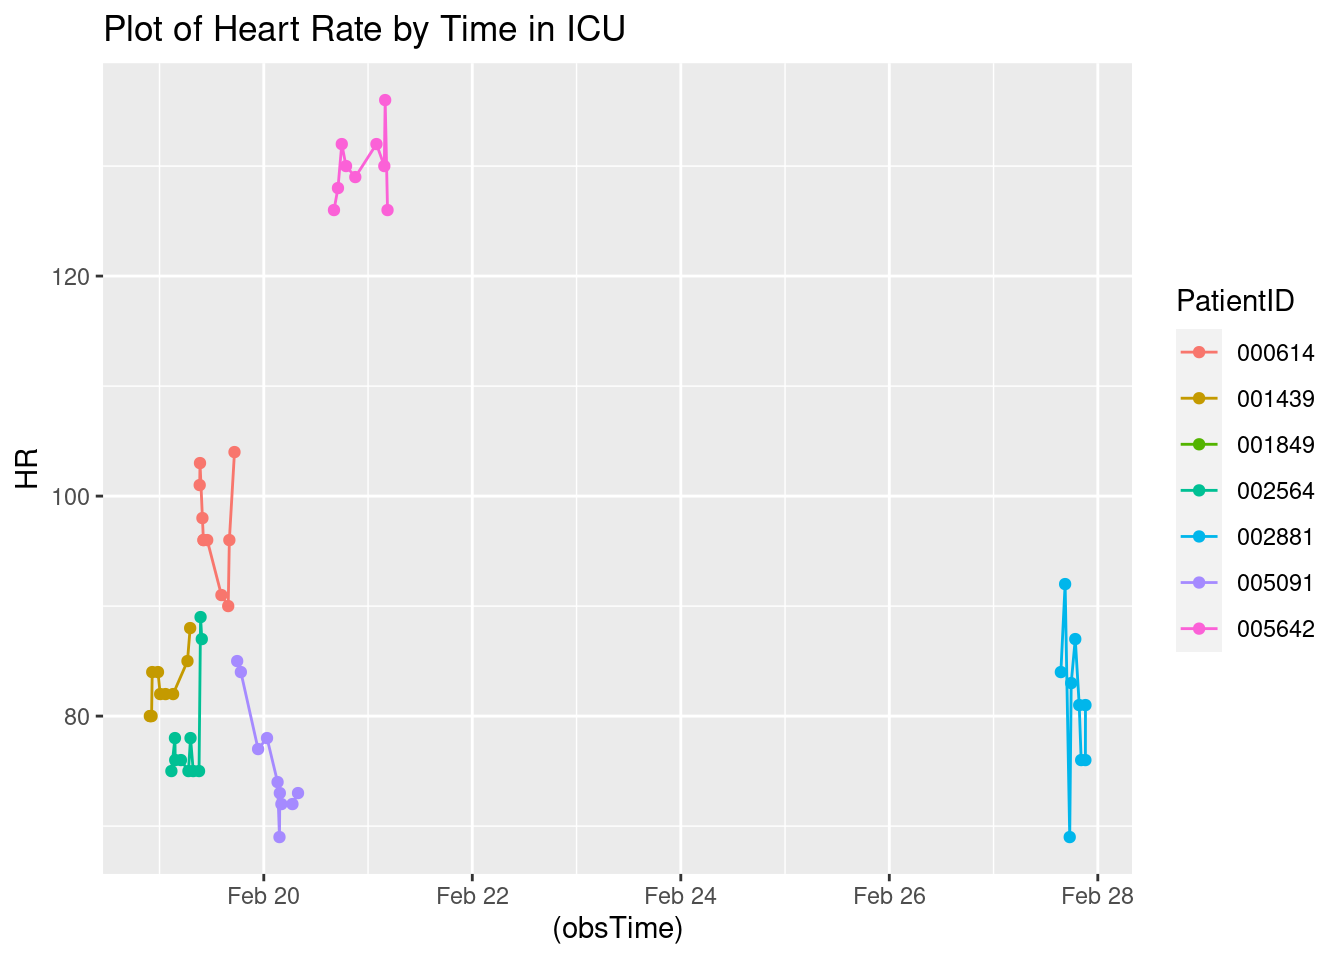 Plot of Heart Rate by Time in ICU
HR
120
100
80
Feb 20
Feb 22
Feb 24
Feb 26
Feb 28
(obsTime)
PatientID
000614
001439
001849
002564
002881
005091
005642